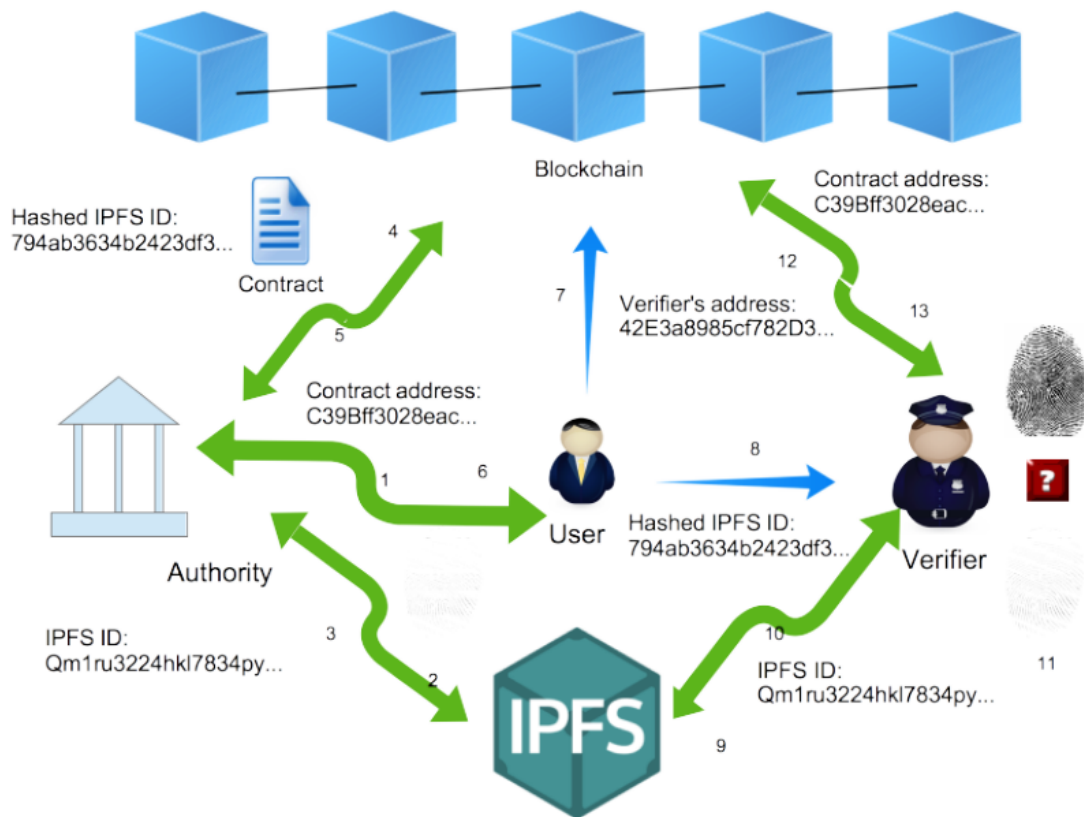 Blockchain
Contract address:
C39Bff3028eac...
Hashed IPFS ID:
794ab3634b2423df3...
4
Contract
12
7
Verifier's address:
42E3a8985cf782D3...
13
5
Contract address:
C39Bff3028eac...
1
6
8
?
User
Hashed IPFS ID:
794ab3634b2423df3...
Verifier
Authority
IPFS ID:
Qm1ru3224hkl7834py...
3
2
10
IPFS ID:
Qm1ru3224hkl7834py...
11
IPFS
9